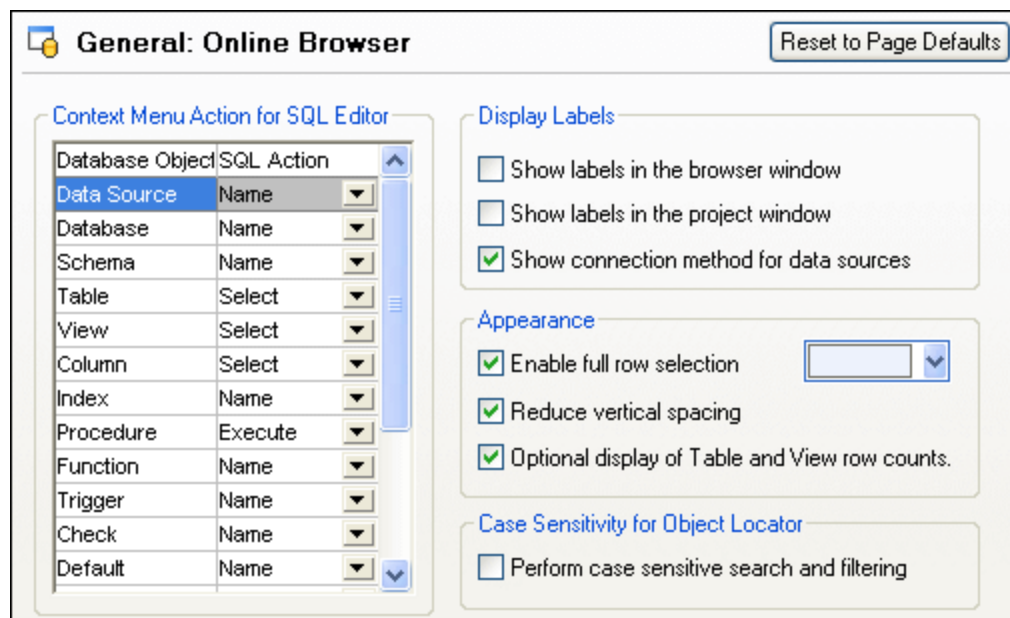 General: Online Browser
Reset to Page Defaults
Context Menu Action for SQL Editor
Database Object SQL Action
Data Source Name
Database Name
Schema Name
Table Select
View Select
Column Select
Index Name
Procedure Execute
Function Name
Trigger Name
Check Name
Default Name
Display Labels
Show labels in the browser window
Show labels in the project window
Show connection method for data sources
Appearance
Enable full row selection
Reduce vertical spacing
Optional display of Table and View row counts.
Case Sensitivity for Object Locator
Perform case sensitive search and filtering